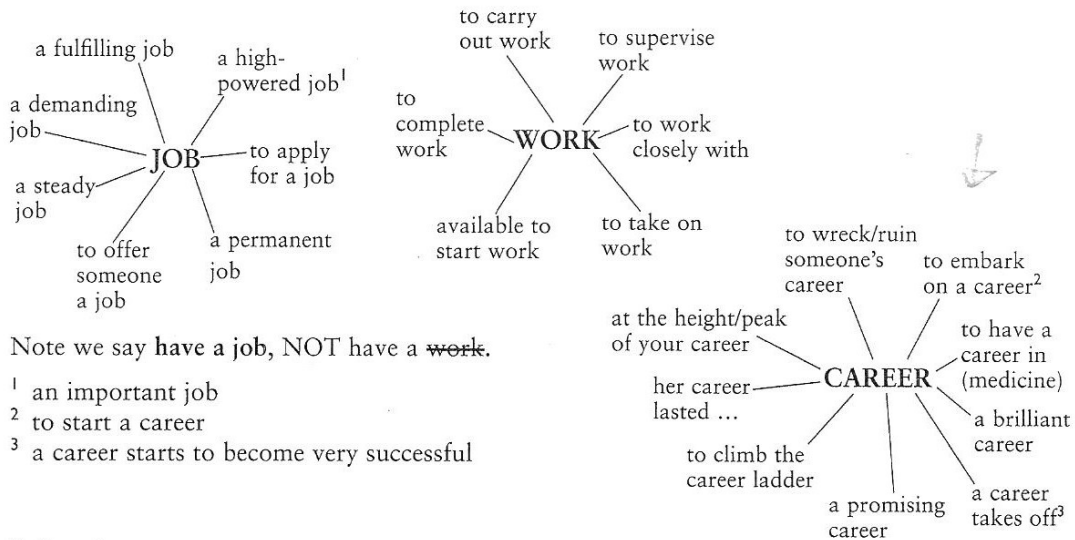 a fulfilling job
a high-
powered job¹
a demanding
job
JOB
to apply
for a job
a steady
job
to offer
someone
a job
a permanent
job
to carry
out work
to supervise
work
to
complete
work
WORK
to work
closely with
available to
start work
to take on
work
Note we say have a job, NOT have a work.
¹ an important job
² to start a career
³ a career starts to become very successful
to wreck/ruin
someone's
career
to embark
on a career²
at the height/peak
of your career
to have a
career in
(medicine)
CAREER
her career
lasted ...
a brilliant
career
to climb the
career ladder
a promising
career
a career
takes off³